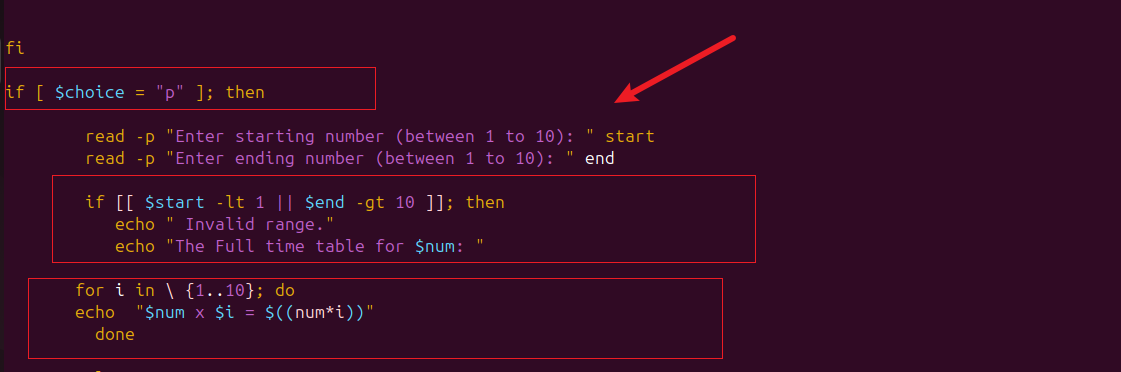 fi
if [ $choice = "p" ]; then
read -p "Enter starting number (between 1 to 10): " start
read -p "Enter ending number (between 1 to 10): " end
if [[ $start -lt 1 || $end -gt 10 ]]; then
echo " Invalid range."
echo "The Full time table for $num: "
for i in \ {1..10}; do
echo  "$num x $i = $((num*i))"
done